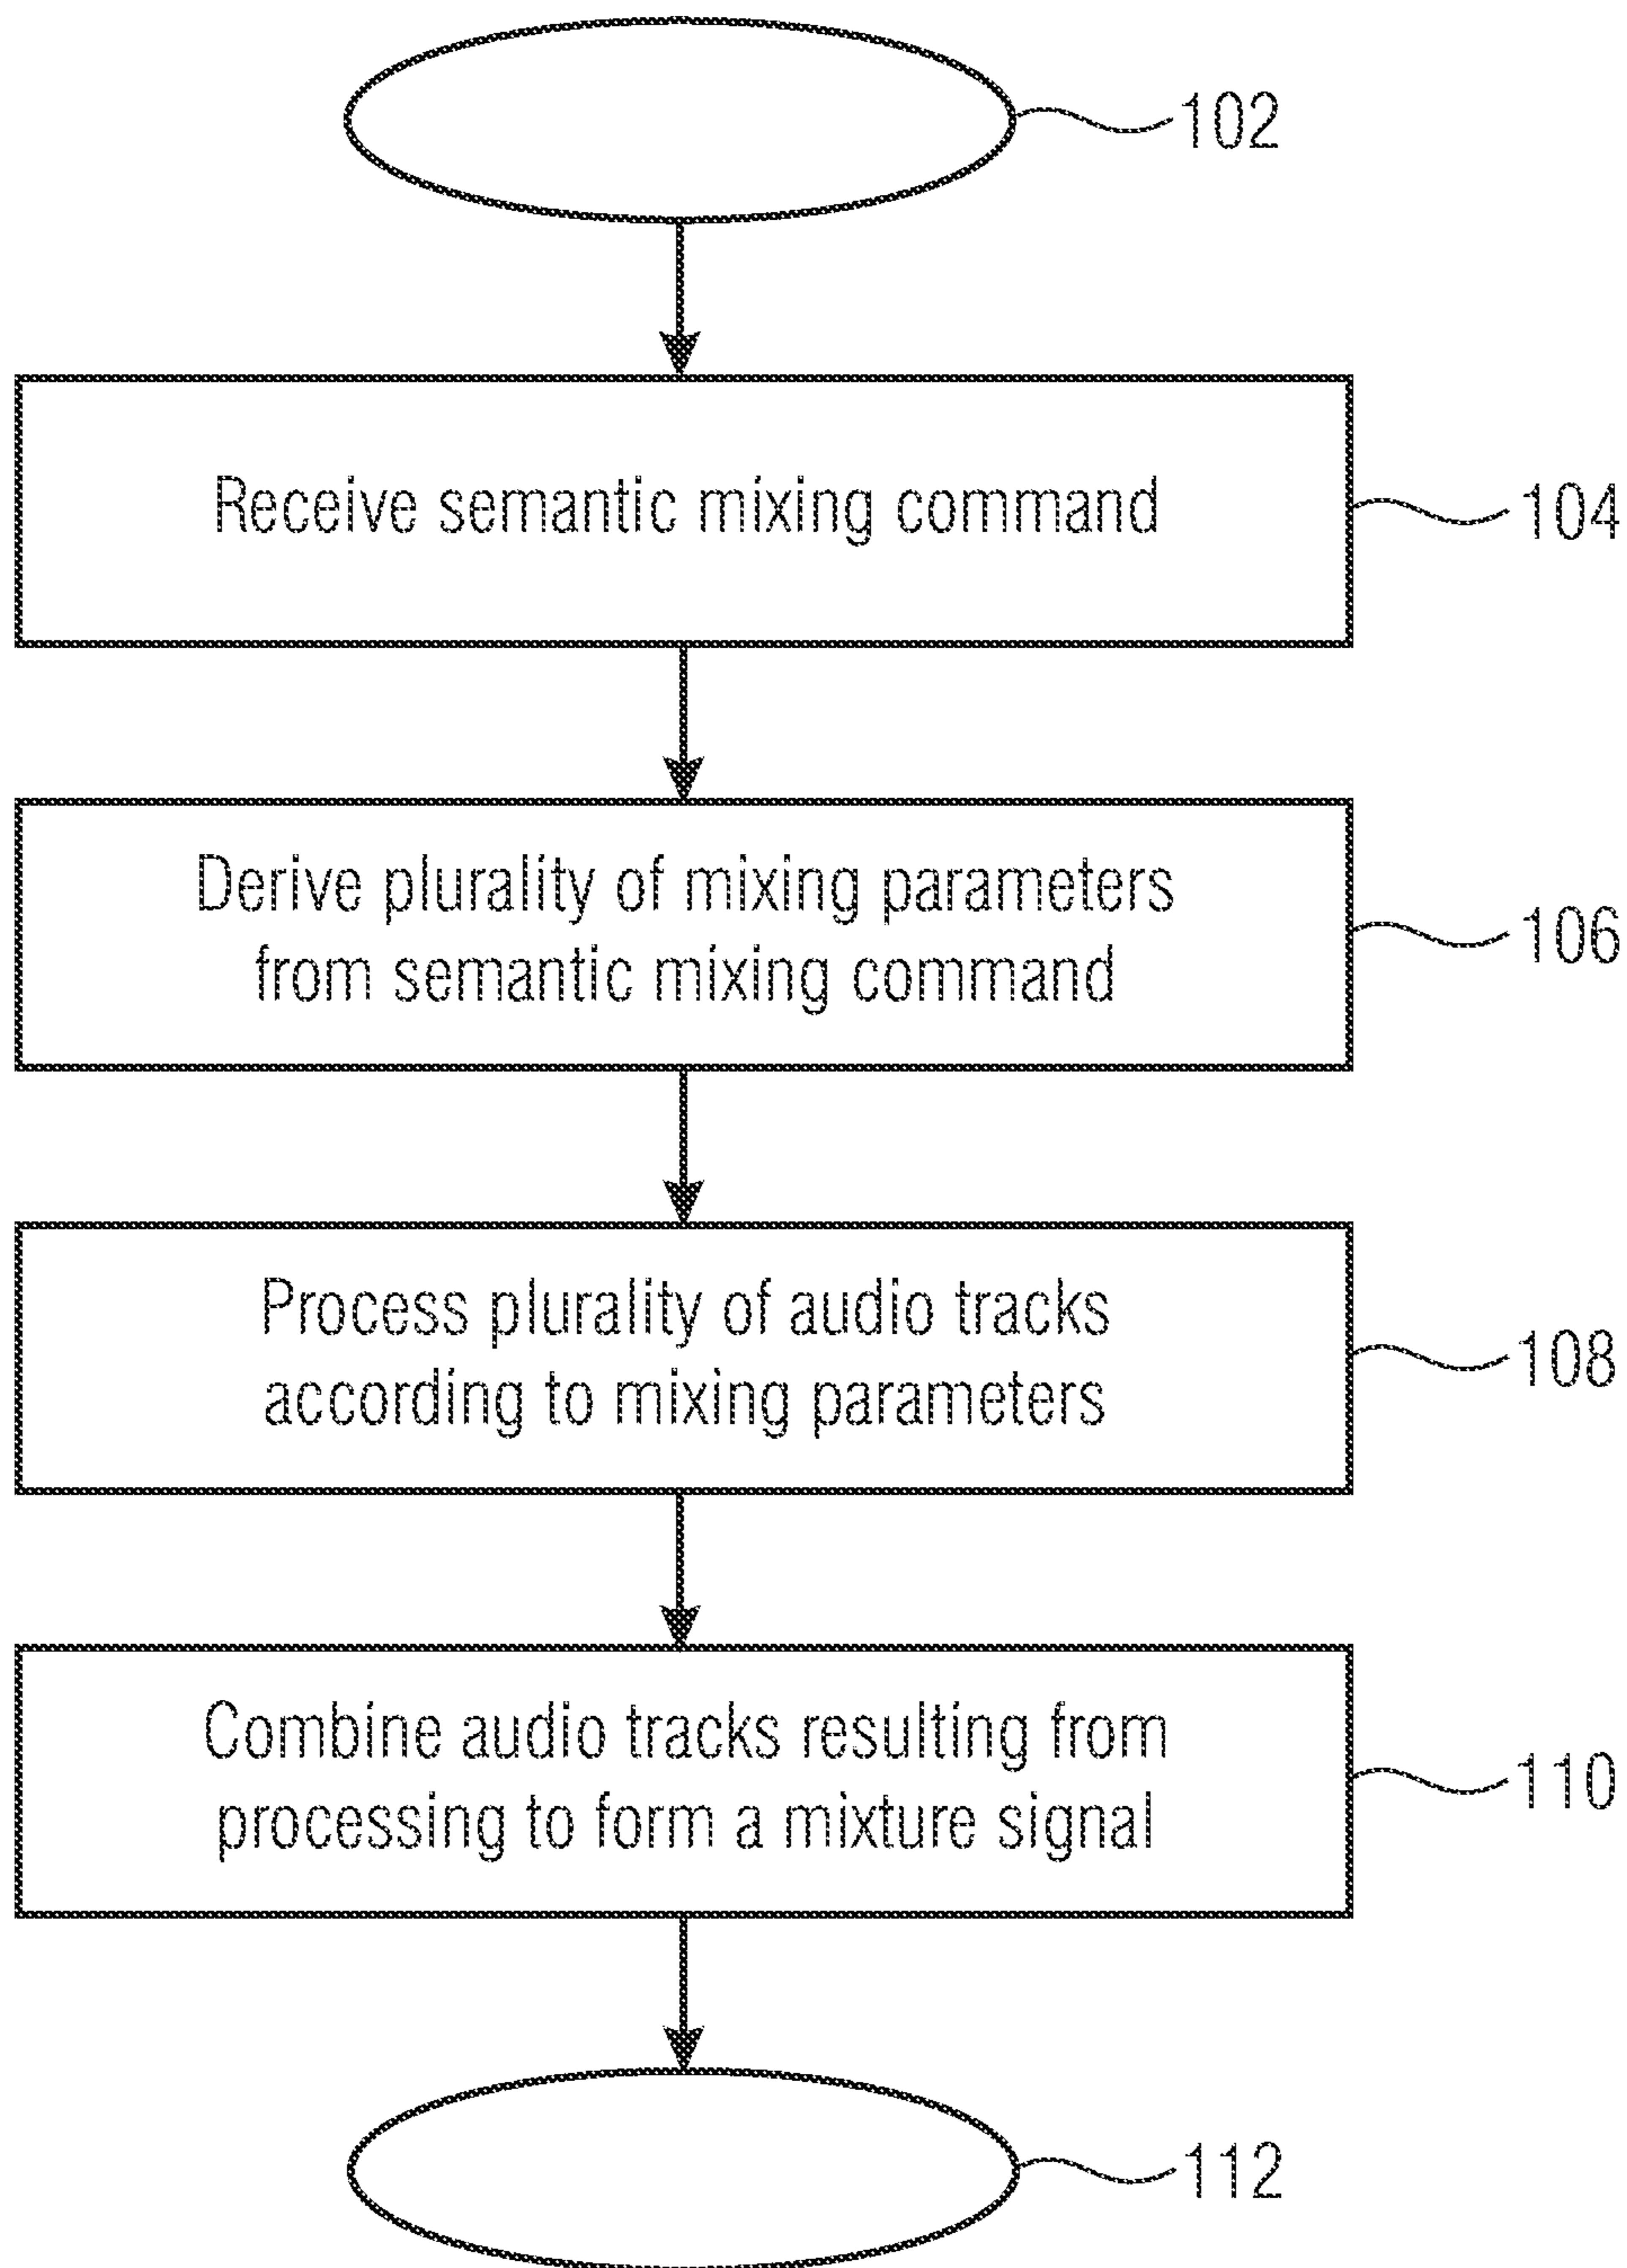 102
Receive semantic mixing command
104
Derive plurality of mixing parameters
from semantic mixing command
106
Process plurality of audio tracks
according to mixing parameters
108
Combine audio tracks resulting from
processing to form a mixture signal
110
112